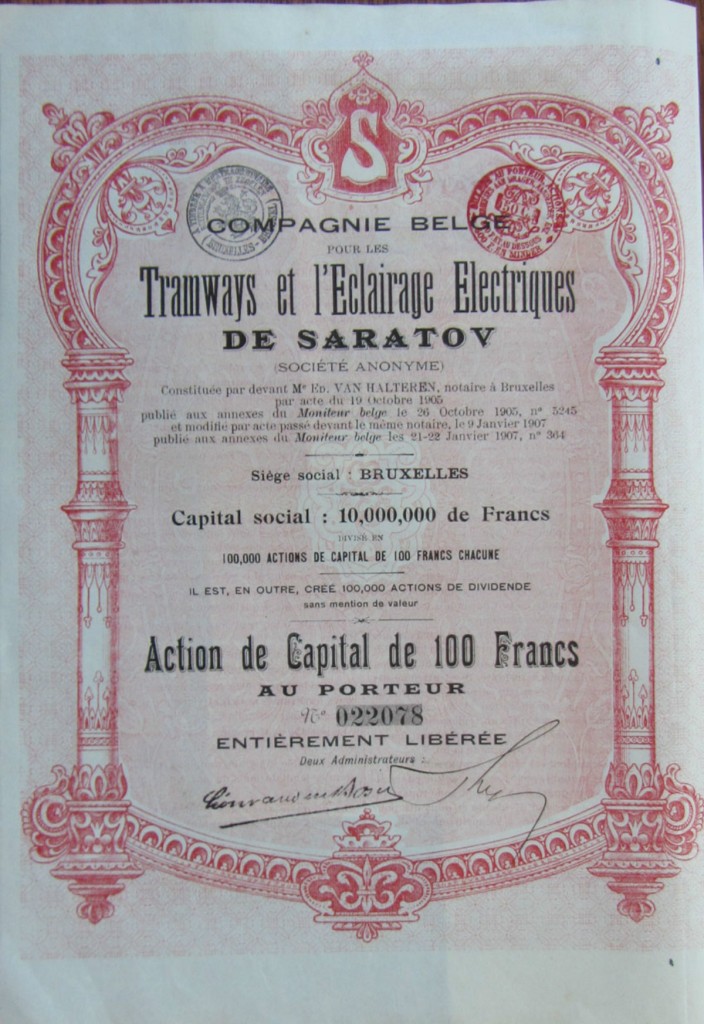 S
COMPAGNIE BELGE
POUR LES
Tramways et l'Eclairage Electriques
DE SARATOV
(SOCIÉTÉ ANONYME)
Constituée par devant Me ED. VAN HALTEREN, notaire à Bruxelles
par acte du 19 Octobre 1905
publié aux annexes du Moniteur belge le 26 Octobre 1905, no 5245
et modifié par acte passé devant le même notaire, le 9 Janvier 1907
publié aux annexes du Moniteur belge les 21-22 Janvier 1907, no 364
Siège social : BRUXELLES
Capital social : 10,000,000 de Francs
DIVISÉ EN
100,000 ACTIONS DE CAPITAL DE 100 FRANCS CHACUNE
IL EST, EN OUTRE, CRÉÉ 100,000 ACTIONS DE DIVIDENDE
sans mention de valeur
Action de Capital de 100 Francs
AU PORTEUR
No 022078
ENTIÈREMENT LIBÉRÉE
Deux Administrateurs :